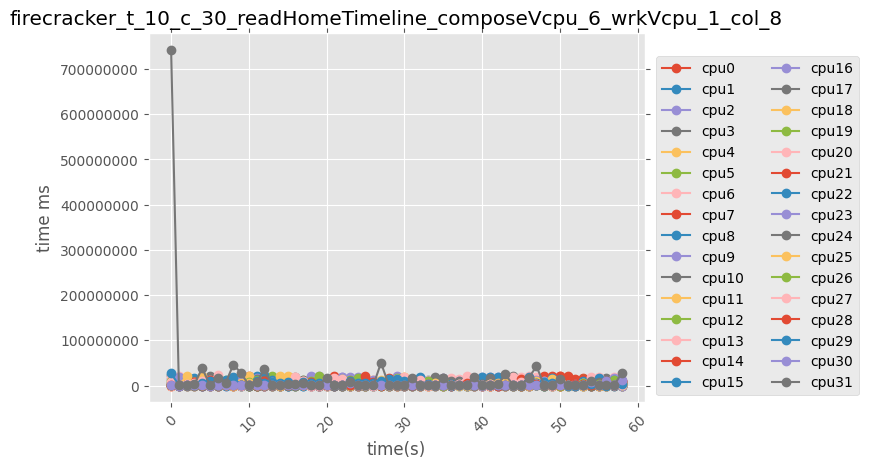 firecracker_t_10_c_30_readHomeTimeline_composeVcpu_6_wrkVcpu_1_col_8
700000000
600000000
500000000
400000000
300000000
200000000
100000000
0
time ms
0
10
20
30
40
50
60
time(s)
cpu0
cpu1
cpu2
cpu3
cpu4
cpu5
cpu6
cpu7
cpu8
cpu9
cpu10
cpu11
cpu12
cpu13
cpu14
cpu15
cpu16
cpu17
cpu18
cpu19
cpu20
cpu21
cpu22
cpu23
cpu24
cpu25
cpu26
cpu27
cpu28
cpu29
cpu30
cpu31